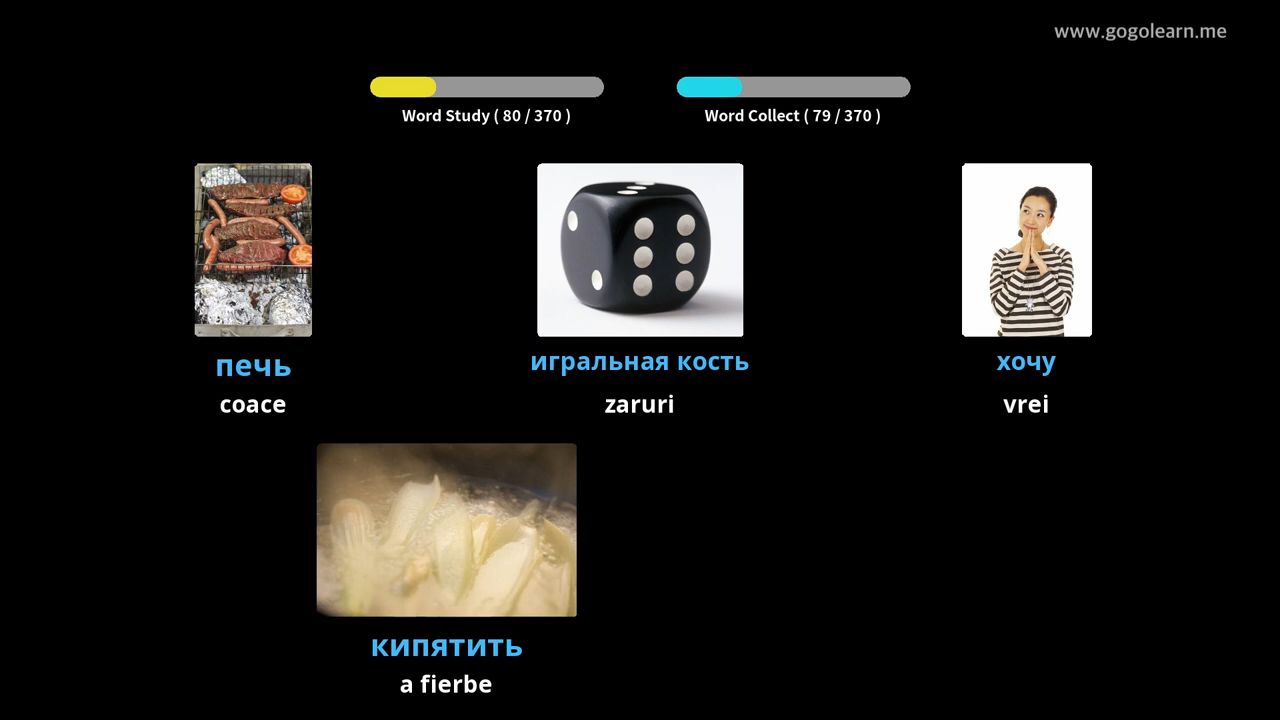 www.gogolearn.me
Word Study ( 80 / 370 )
Word Collect ( 79 / 370 )
печь
игральная кость
хочу
coace
zaruri
vrei
кипятить
a fierbe